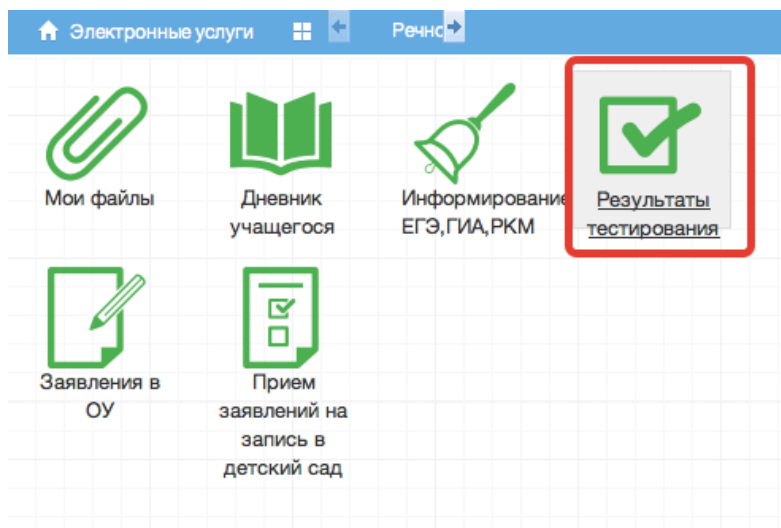 Электронные услуги
Мои файлы
Дневник
учащегося
Информирование
ЕГЭ,ГИА,РКМ
Результаты
тестирования
Заявления в
ОУ
Прием
заявлений на
запись в
детский сад